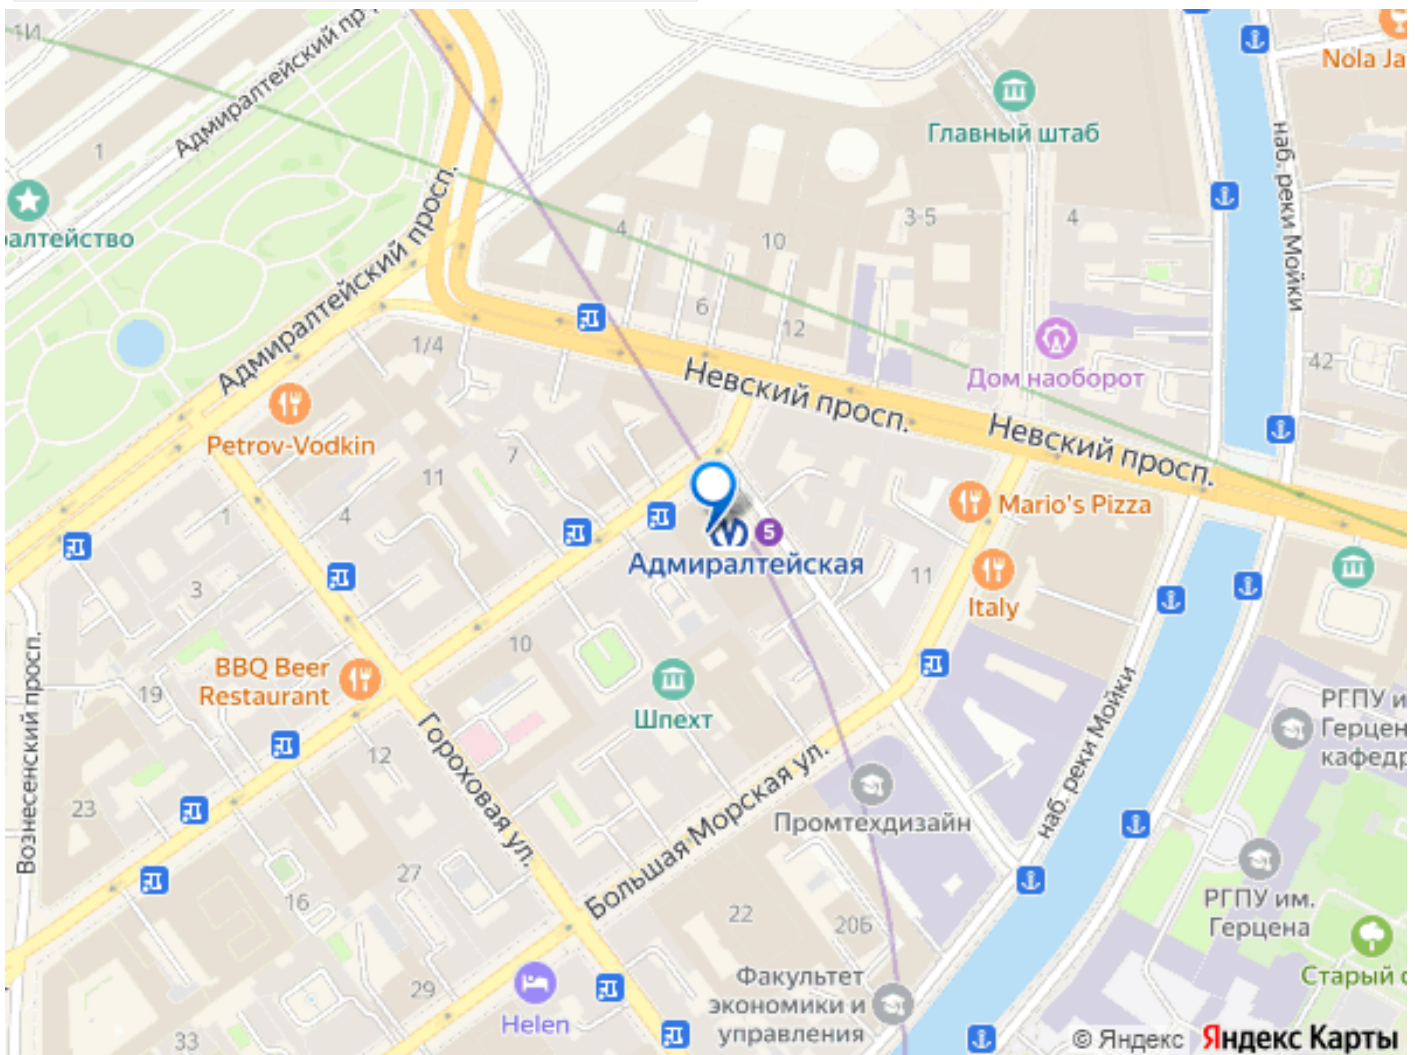 1И
Адмиралтейский пр
Nola Ja
Главный штаб
наб. реки Мойки
1
алтейство
Адмиралтейский просп.
4
10
3-5
4
6
12
1/4
42
Дом наоборот
Невский просп.
Невский просп.
Petrov-Vodkin
7
11
1
4
Mario's Pizza
5
Адмиралтейская
3
11
Italy
10
BBQ Beer
Restaurant
19
Шпехт
РГПУ и
Герцен
кафедр
Вознесенский просп.
12
Гороховая ул.
Большая Морская ул.
наб. реки Мойки
23
Промтехдизайн
27
16
22
20Б
РГПУ им.
Герцена
Старый с
29
Факультет
экономики и
управления
Helen
33
© Яндекс Яндекс Карты